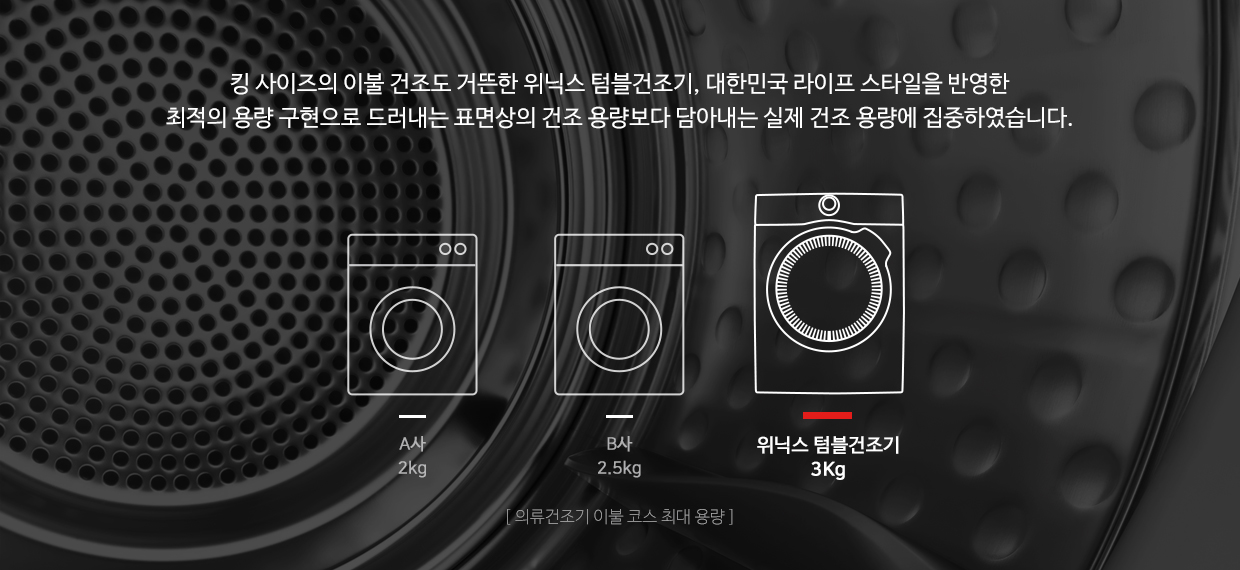 킹 사이즈의 이불 건조도 거뜬한 위닉스 텀블건조기, 대한민국 라이프 스타일을 반영한
최적의 용량 구현으로 드러내는 표면상의 건조 용량보다 담아내는 실제 건조 용량에 집중하였습니다.
A사
2kg
B사
2.5kg
위닉스 텀블건조기
3Kg
[ 의류건조기 이불 코스 최대 용량 ]